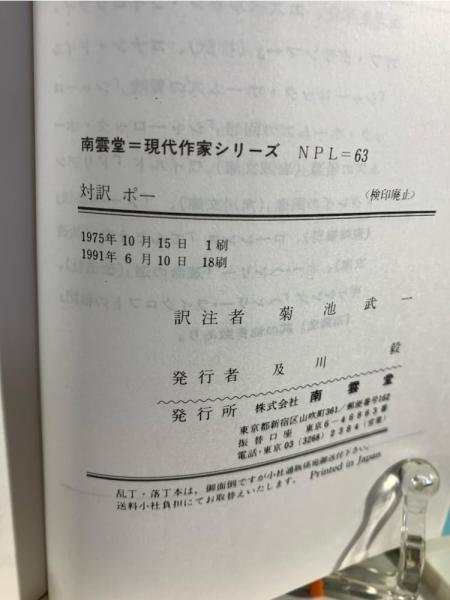 南雲堂＝現代作家シリーズ NPL＝63
対訳 ポー 〈検印廃止〉
1975年10月15日 1刷
1991年 6月10日 18刷
訳注者 菊池武一
発行者 及川 毅
発行所 株式会社 南雲堂
東京都新宿区山吹町361／郵便番号162
振替口座・東京6-46863番
電話・東京03(3268)2384(営業)
乱丁・落丁本は，御面倒ですが小社通販係宛御送付下さい。
送料小社負担にてお取替えいたします。 Printed in Japan